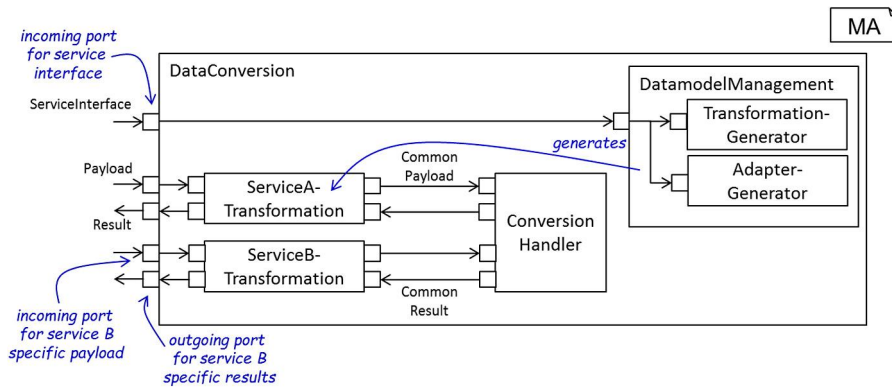 MA
incoming port
for service
interface
DataConversion
DatamodelManagement
ServiceInterface
Transformation-
Generator
generates
Adapter-
Generator
Payload
Common
Payload
ServiceA-
Transformation
Result
Conversion
Handler
ServiceB-
Transformation
Common
Result
incoming port
for service B
specific payload
outgoing port
for service B
specific results